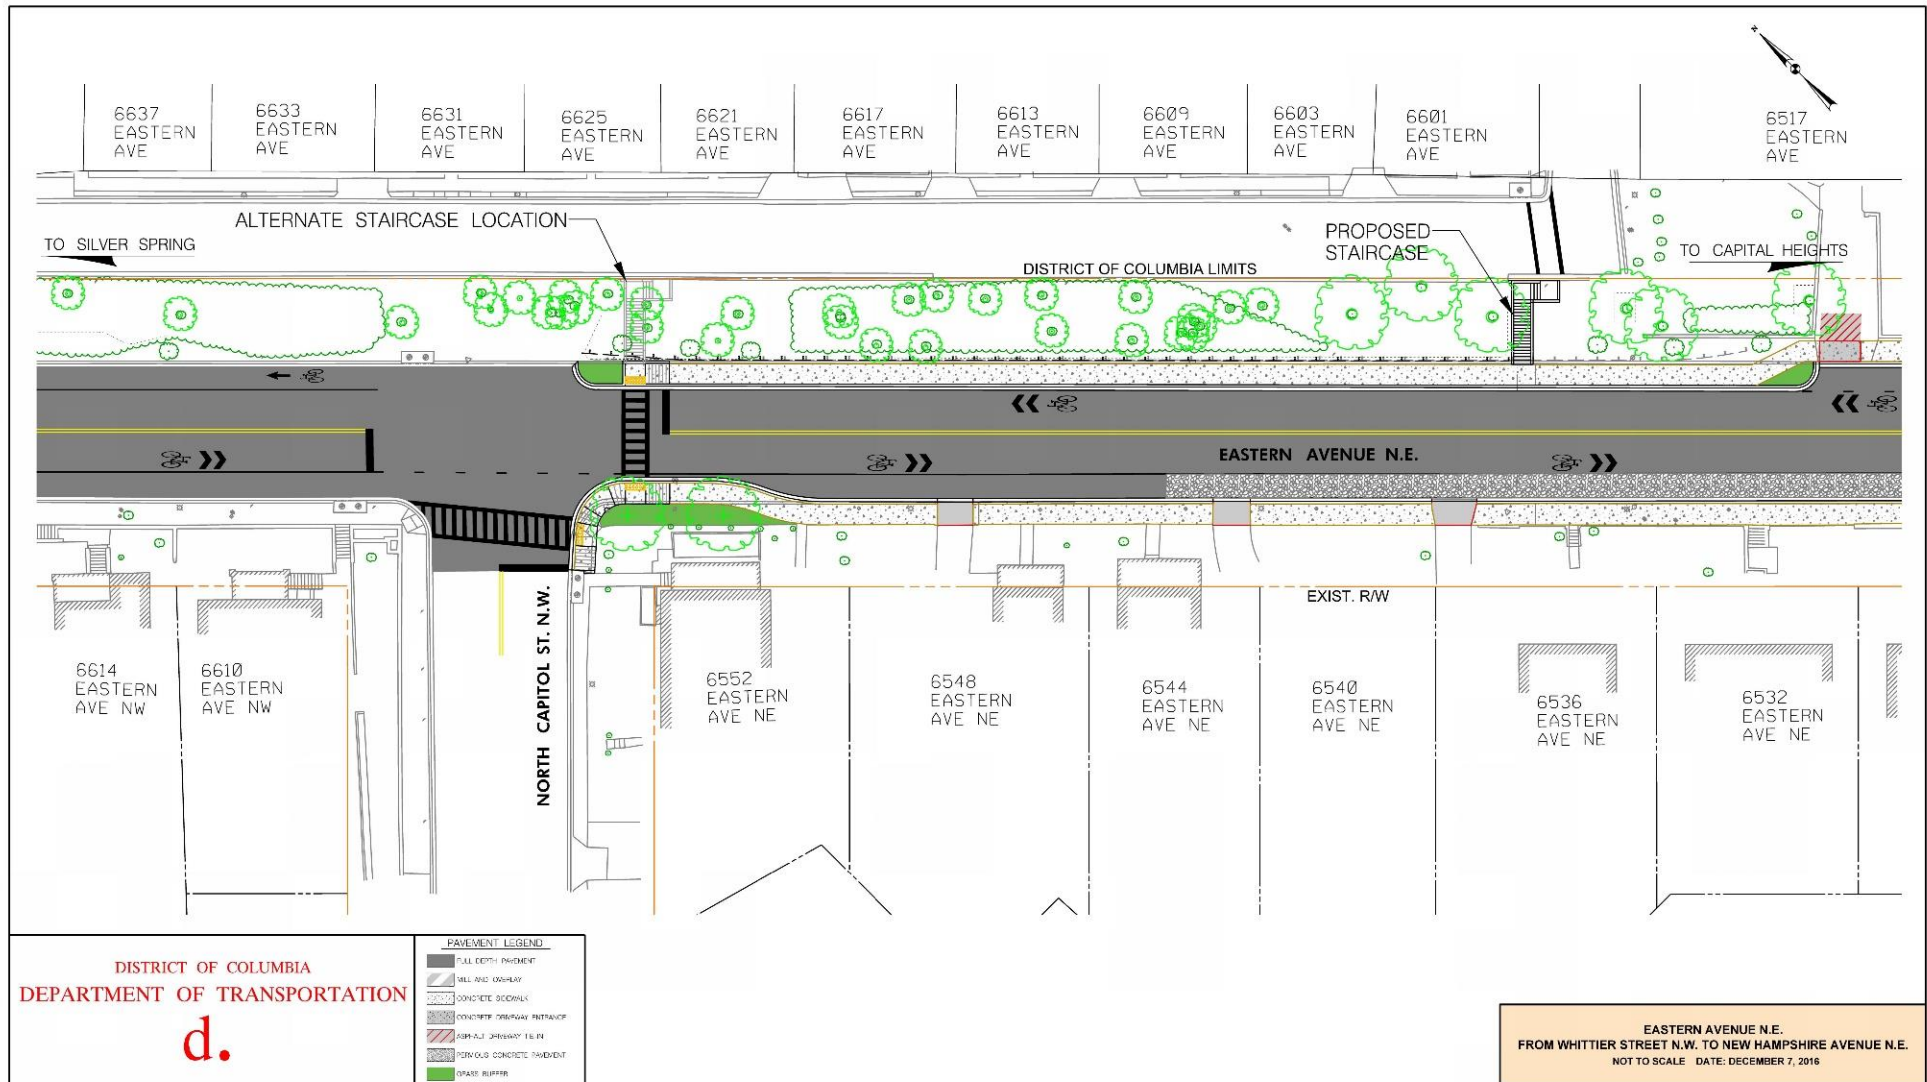 N
6637
EASTERN
AVE
6633
EASTERN
AVE
6631
EASTERN
AVE
6625
EASTERN
AVE
6621
EASTERN
AVE
6617
EASTERN
AVE
6613
EASTERN
AVE
6609
EASTERN
AVE
6603
EASTERN
AVE
6601
EASTERN
AVE
6517
EASTERN
AVE
ALTERNATE STAIRCASE LOCATION
TO SILVER SPRING
PROPOSED
STAIRCASE
TO CAPITAL HEIGHTS
DISTRICT OF COLUMBIA LIMITS
EASTERN AVENUE N.E.
NORTH CAPITOL ST. N.W.
EXIST. R/W
6614
EASTERN
AVE NW
6610
EASTERN
AVE NW
6552
EASTERN
AVE NE
6548
EASTERN
AVE NE
6544
EASTERN
AVE NE
6540
EASTERN
AVE NE
6536
EASTERN
AVE NE
6532
EASTERN
AVE NE
DISTRICT OF COLUMBIA
DEPARTMENT OF TRANSPORTATION
d.
PAVEMENT LEGEND
FULL DEPTH PAVEMENT
MILL AND OVERLAY
CONCRETE SIDEWALK
CONCRETE DRIVEWAY ENTRANCE
ASPHALT DRIVEWAY TIE IN
PERVIOUS CONCRETE PAVEMENT
GRASS BUFFER
EASTERN AVENUE N.E.
FROM WHITTIER STREET N.W. TO NEW HAMPSHIRE AVENUE N.E.
NOT TO SCALE DATE: DECEMBER 7, 2016